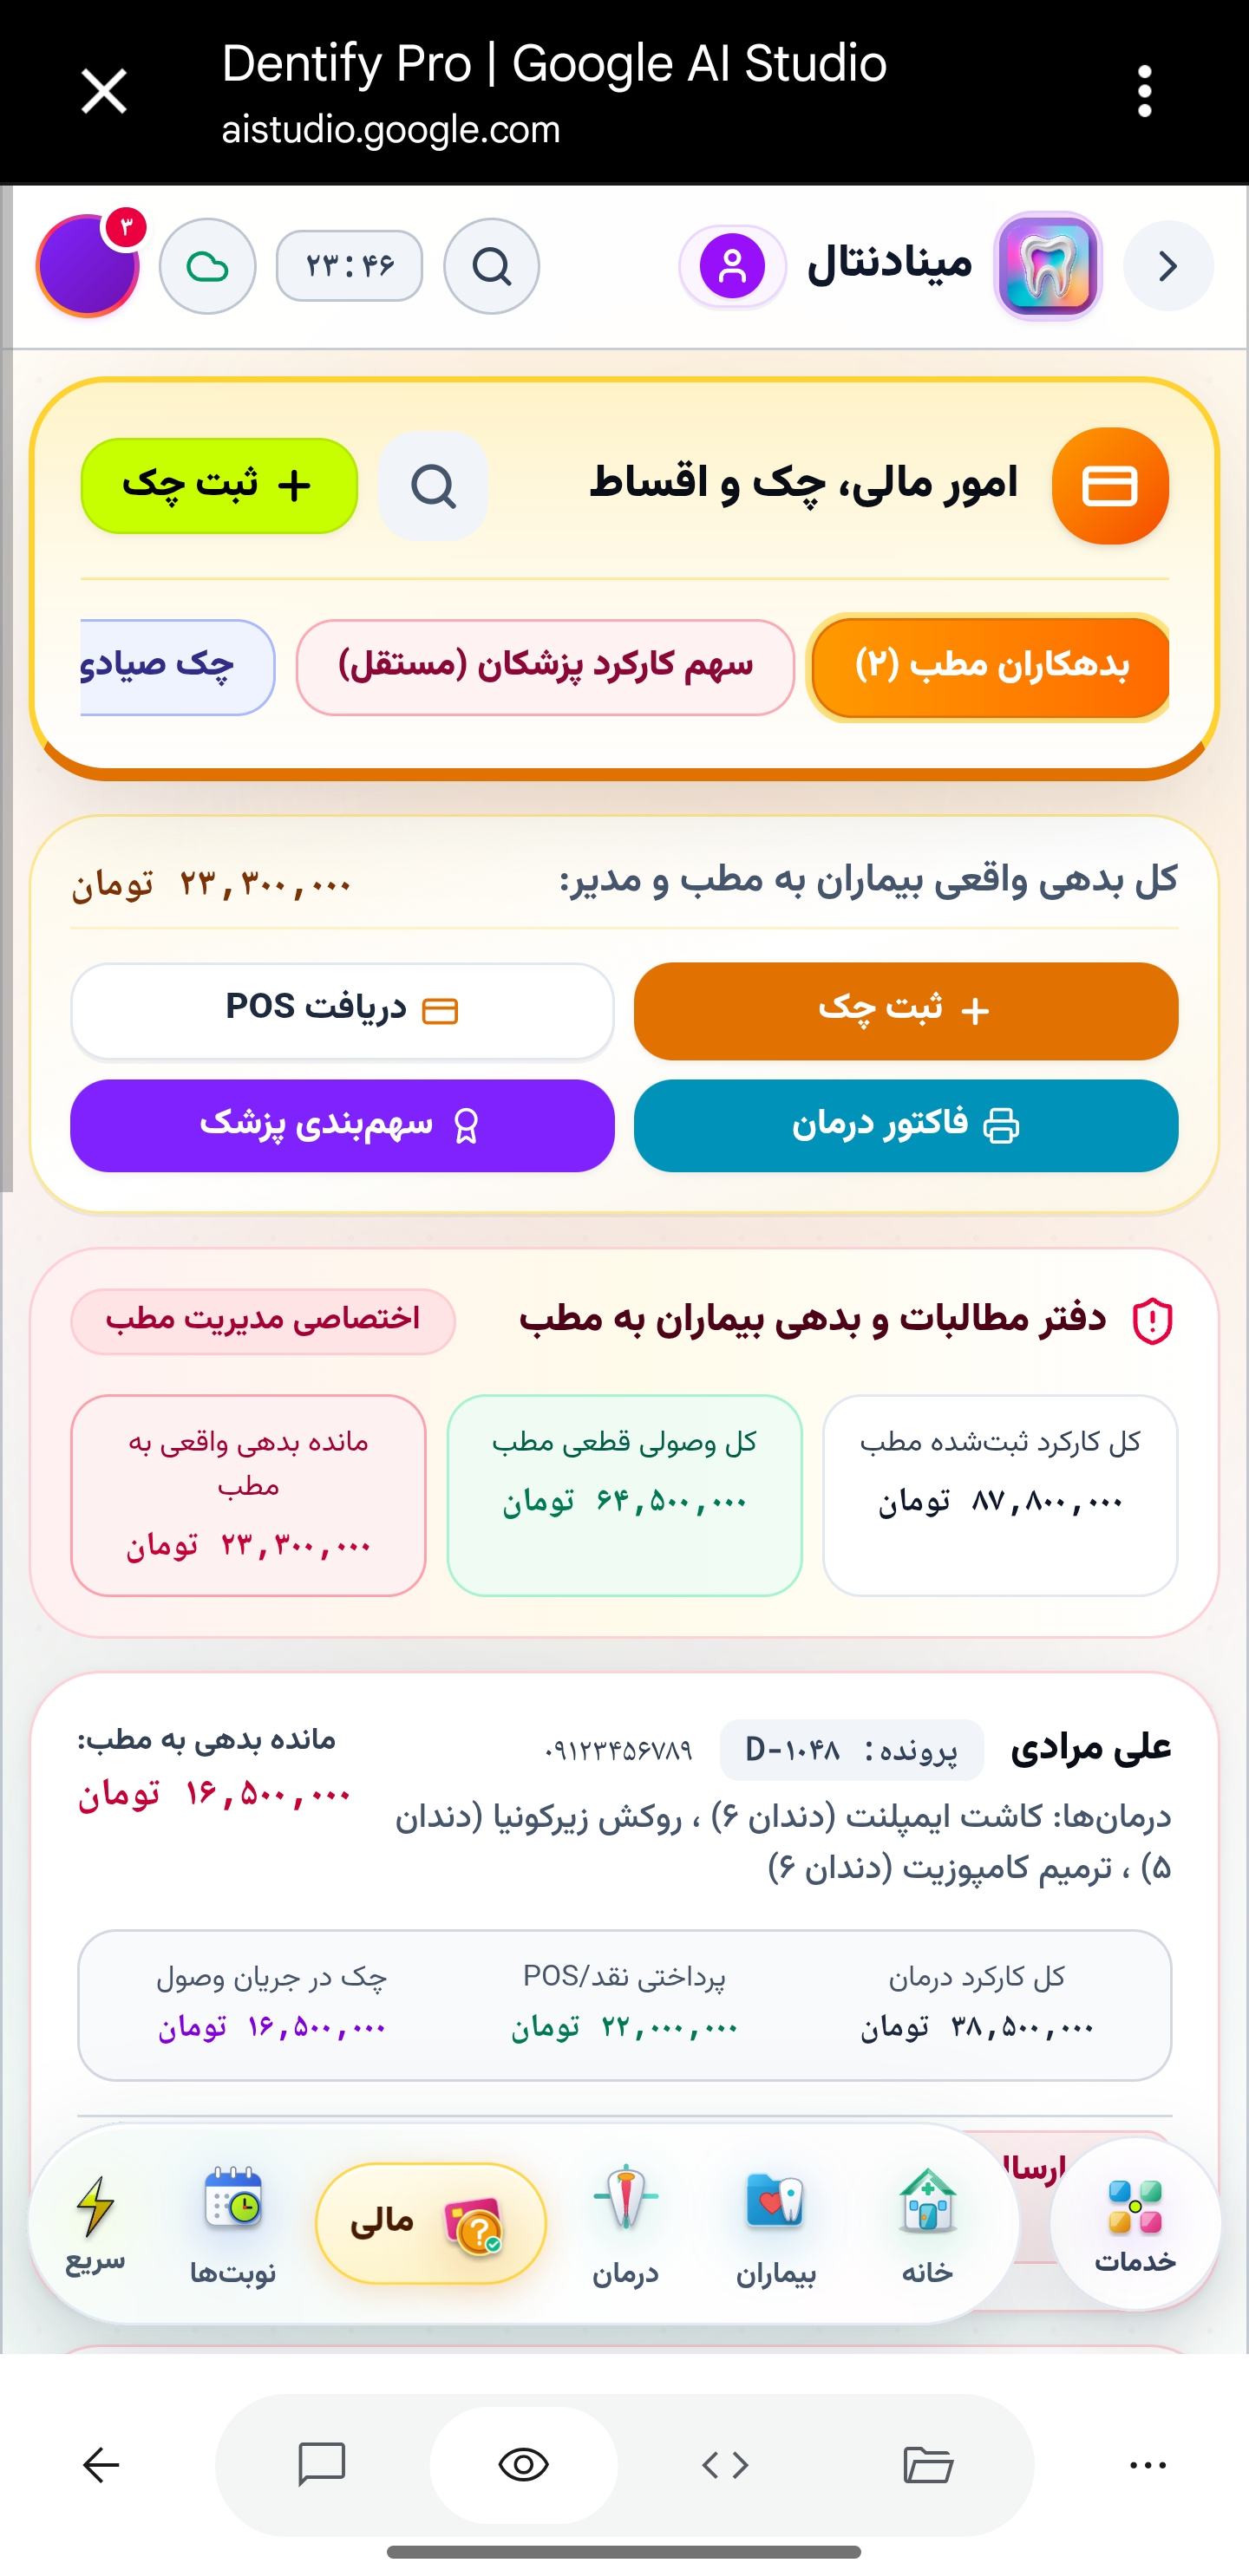 Dentify Pro | Google AI Studio
aistudio.google.com
مینادنتال
۲۳:۴۶
۳
امور مالی، چک و اقساط
+ ثبت چک
بدهکاران مطب (۲)
سهم کارکرد پزشکان (مستقل)
چک صیادی
کل بدهی واقعی بیماران به مطب و مدیر:
۲۳,۳۰۰,۰۰۰ تومان
+ ثبت چک
دریافت POS
فاکتور درمان
سهم‌بندی پزشک
دفتر مطالبات و بدهی بیماران به مطب
اختصاصی مدیریت مطب
کل کارکرد ثبت‌شده مطب
۸۷,۸۰۰,۰۰۰ تومان
کل وصولی قطعی مطب
۶۴,۵۰۰,۰۰۰ تومان
مانده بدهی واقعی به
مطب
۲۳,۳۰۰,۰۰۰ تومان
علی مرادی
پرونده: D-۱۰۴۸
۰۹۱۲۳۴۵۶۷۸۹
مانده بدهی به مطب:
۱۶,۵۰۰,۰۰۰ تومان
درمان‌ها: کاشت ایمپلنت (دندان ۶) ، روکش زیرکونیا (دندان
۵) ، ترمیم کامپوزیت (دندان ۶)
کل کارکرد درمان
۳۸,۵۰۰,۰۰۰ تومان
پرداختی نقد/POS
۲۲,۰۰۰,۰۰۰ تومان
چک در جریان وصول
۱۶,۵۰۰,۰۰۰ تومان
خدمات
خانه
بیماران
درمان
مالی
نوبت‌ها
سریع